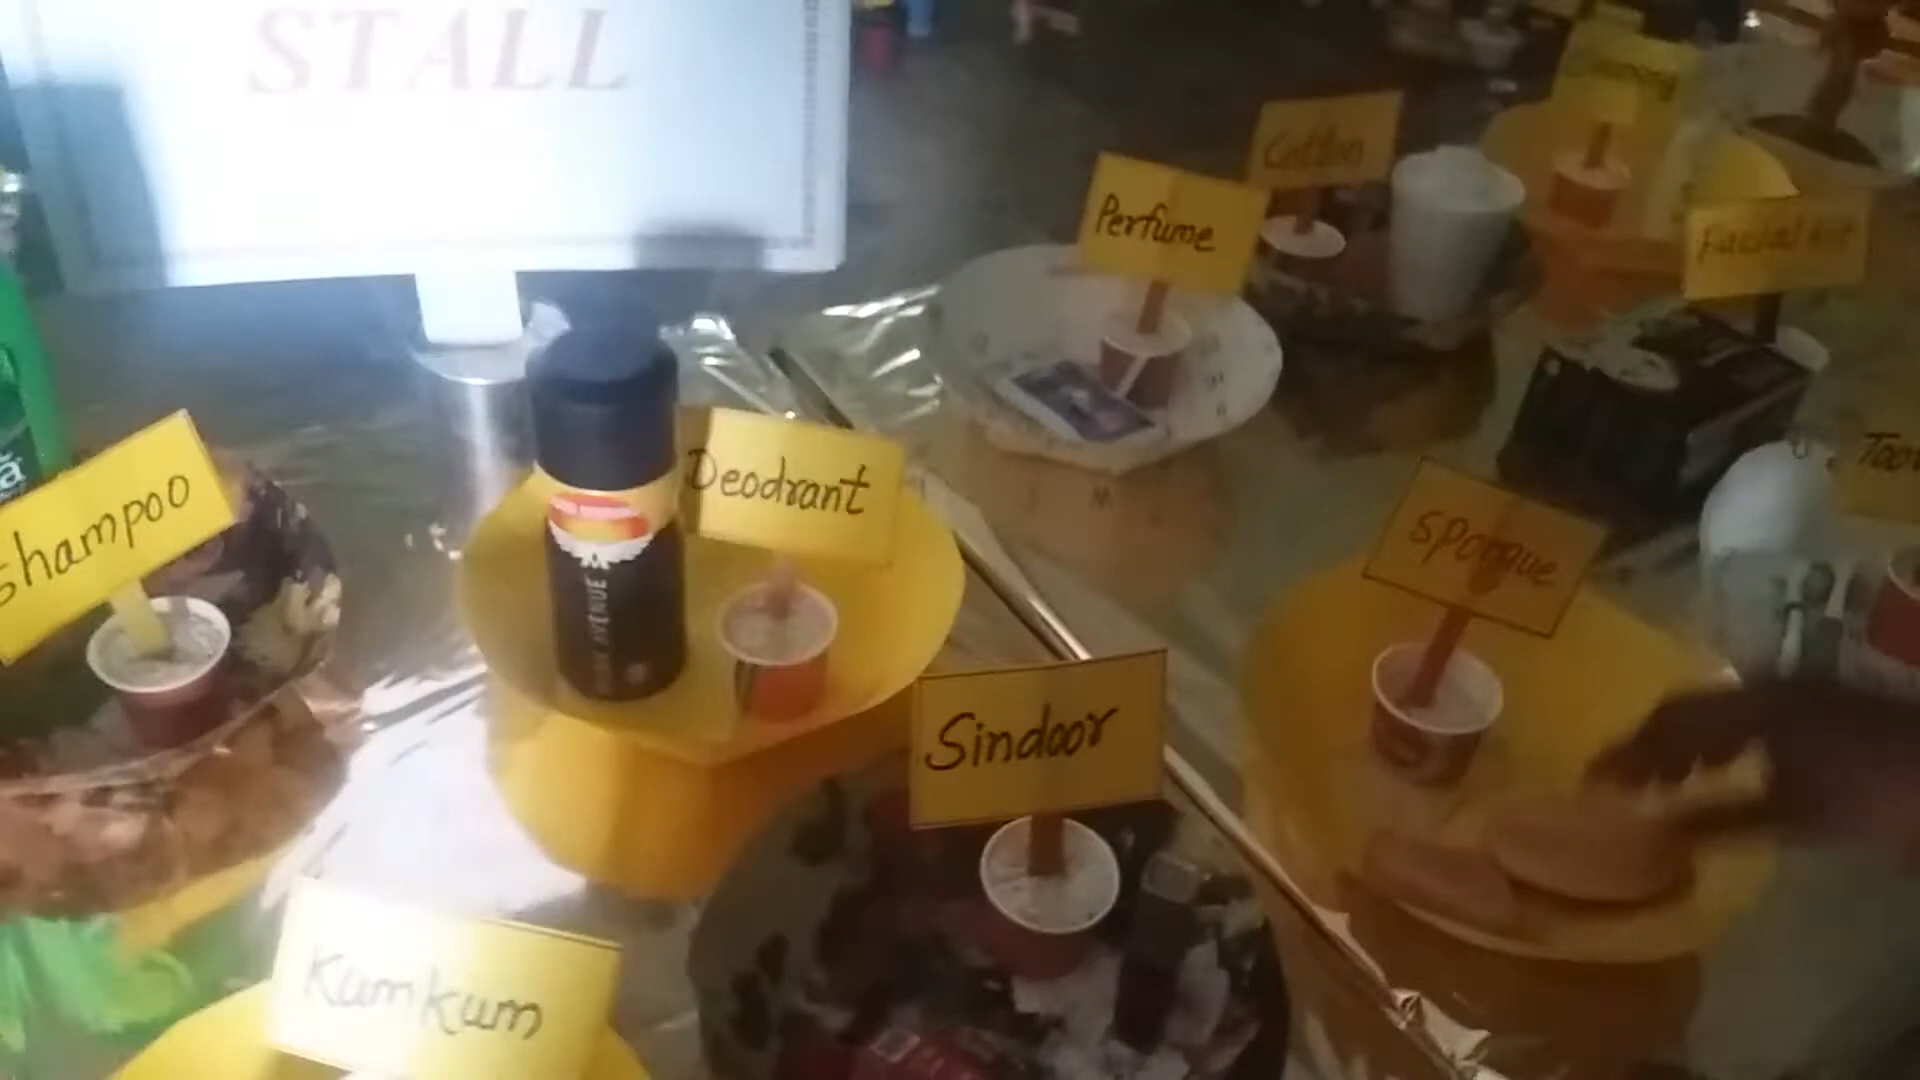 STALL
Cotton
Perfume
Facial kit
Deodrant
Shampoo
AVENUE
Sponque
Sindoor
Kumkum